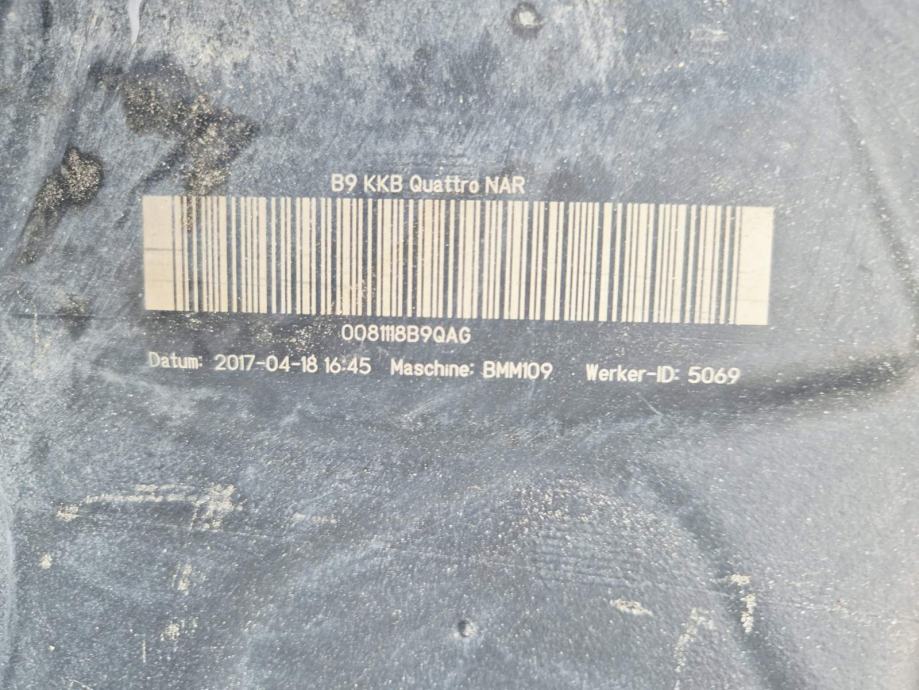 B9 KKB Quattro NAR
0081118B9QAG
Datum: 2017-04-18 16:45 Maschine: BMM109 Werker-ID: 5069